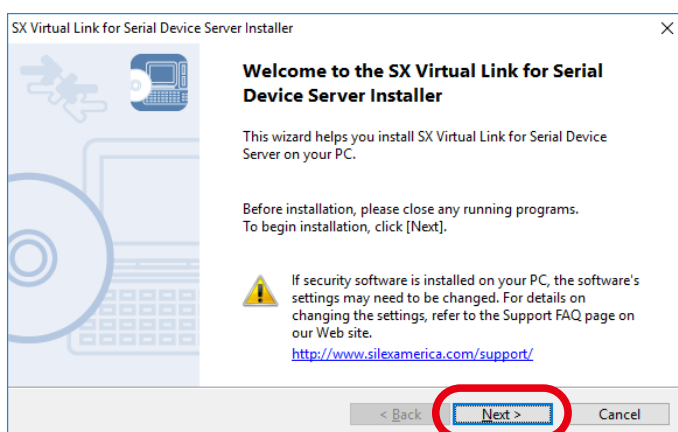 SX Virtual Link for Serial Device Server Installer
Welcome to the SX Virtual Link for Serial
Device Server Installer
This wizard helps you install SX Virtual Link for Serial Device
Server on your PC.
Before installation, please close any running programs.
To begin installation, click [Next].
If security software is installed on your PC, the software's
settings may need to be changed. For details on
changing the settings, refer to the Support FAQ page on
our Web site.
http://www.silexamerica.com/support/
< Back Next > Cancel